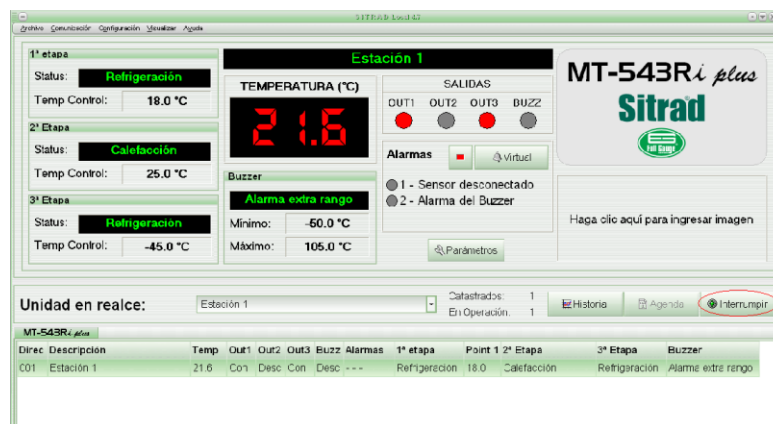 SITRAD Local 4.0
Archivo Comunicación Configuración Visualizar Ayuda
1ª etapa
Status: Refrigeración
Temp Control: 18.0 °C
2ª Etapa
Status: Calefacción
Temp Control: 25.0 °C
3ª Etapa
Status: Refrigeración
Temp Control: -45.0 °C
Estación 1
TEMPERATURA (°C)
21.6
Buzzer
Alarma extra rango
Mínimo: -50.0 °C
Máximo: 105.0 °C
SALIDAS
OUT1 OUT2 OUT3 BUZZ
Alarmas Virtual
1 - Sensor desconectado
2 - Alarma del Buzzer
Parámetros
MT-543Ri plus
Sitrad
Full Gauge
Haga clic aquí para ingresar imagen
Unidad en realce: Estación 1
Catastrados: 1
En Operación: 1
Historia Agenda Interrumpir
MT-543Ri plus
Direc Descripción Temp Out1 Out2 Out3 Buzz Alarmas 1ª etapa Point 1 2ª Etapa 3ª Etapa Buzzer
001 Estación 1 21.6 Con Desc Con Desc - - - Refrigeración 18.0 Calefacción Refrigeración Alarma extra rango